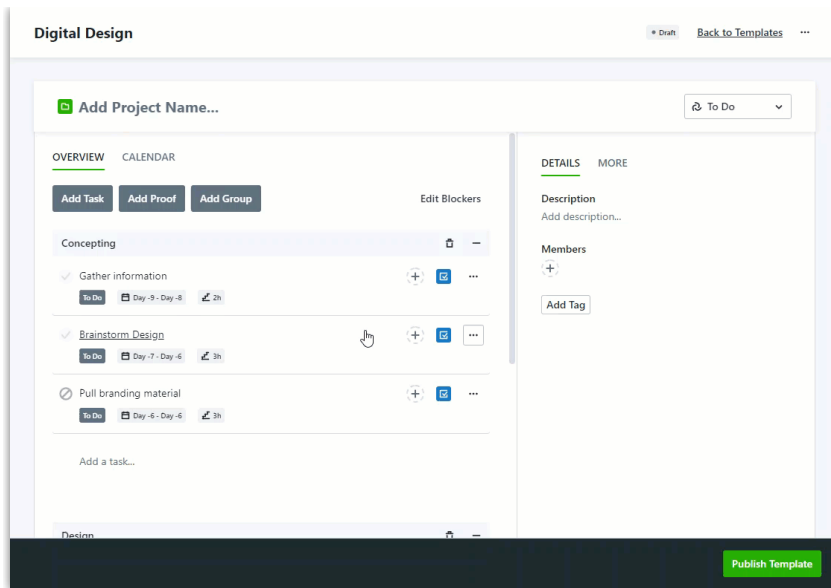 Digital Design
Draft
Back to Templates
Add Project Name...
To Do
OVERVIEW
CALENDAR
Add Task
Add Proof
Add Group
Edit Blockers
Concepting
Gather information
To Do
Day -9 - Day -8
2h
Brainstorm Design
To Do
Day -7 - Day -6
3h
Pull branding material
To Do
Day -6 - Day -6
3h
Add a task...
Design
DETAILS
MORE
Description
Add description...
Members
Add Tag
Publish Template